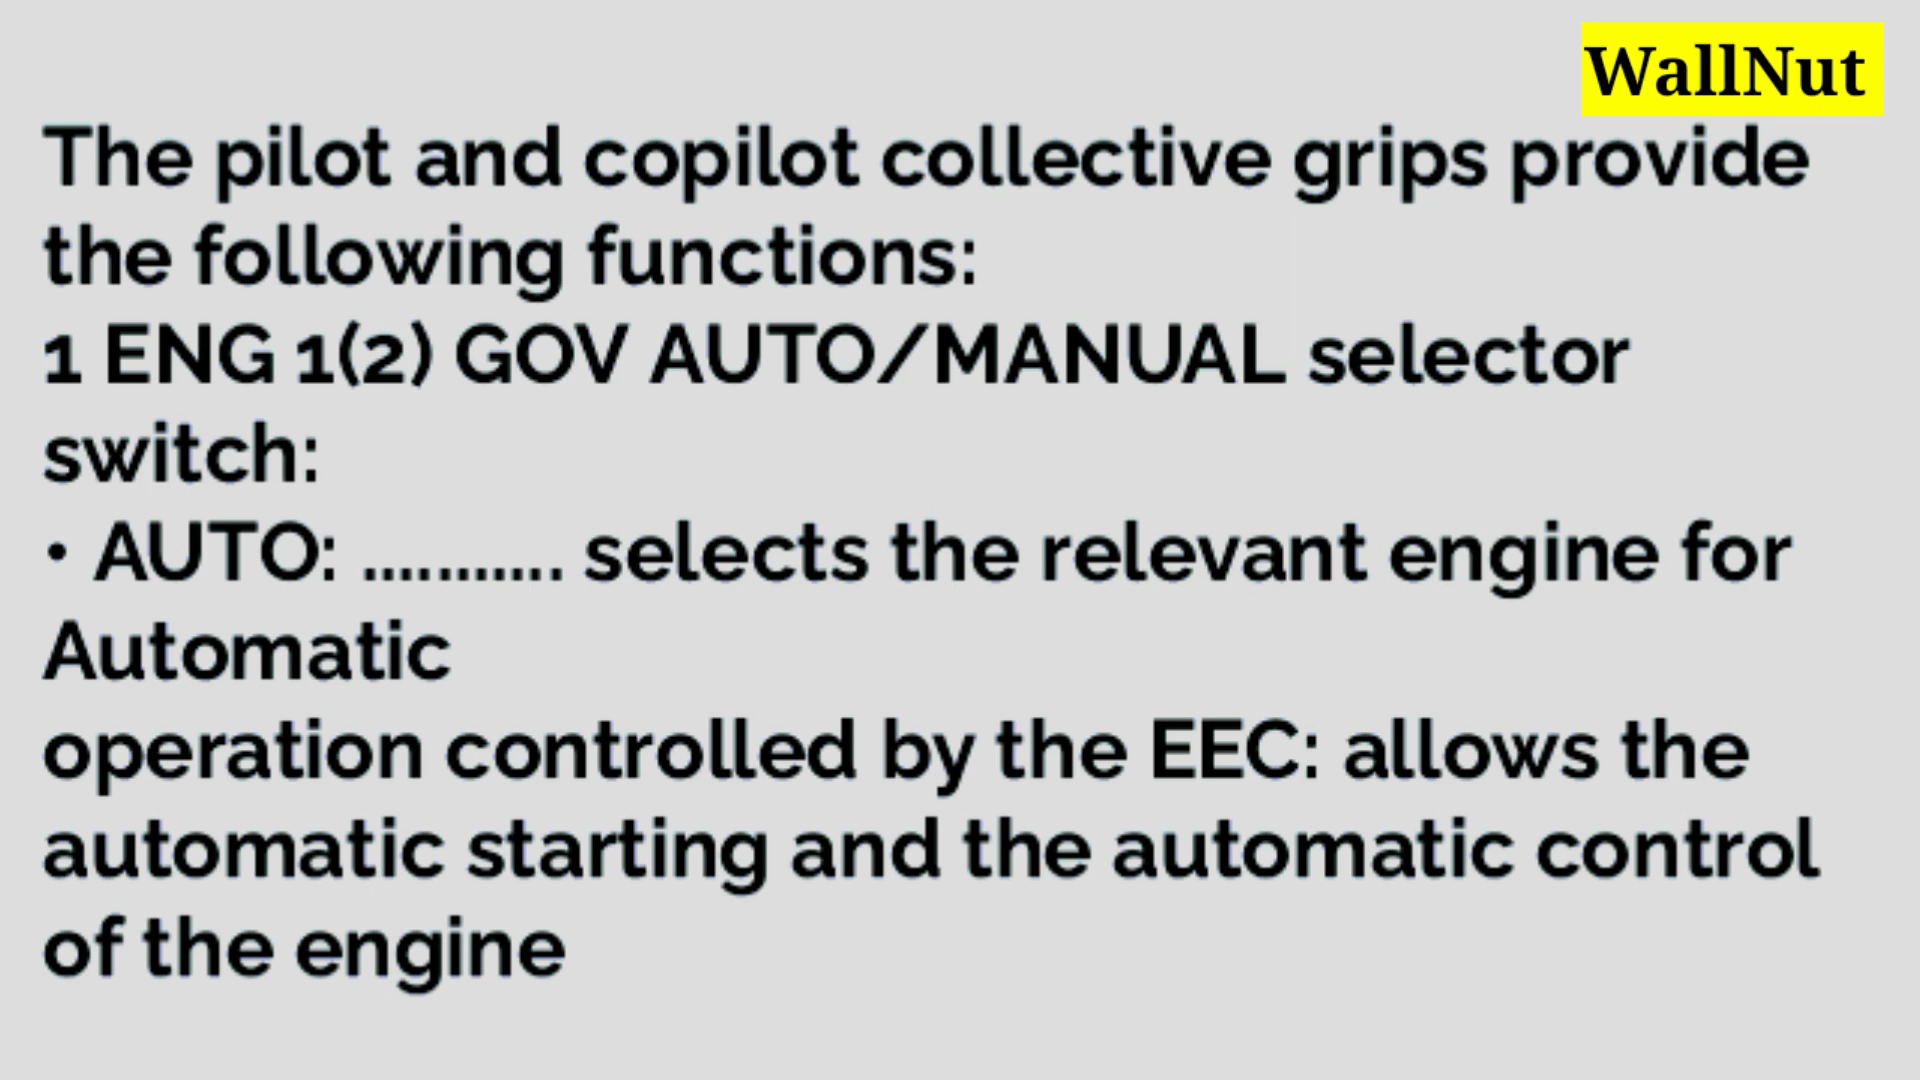 WallNut
The pilot and copilot collective grips provide
the following functions:
1 ENG 1(2) GOV AUTO/MANUAL selector
switch:
• AUTO: ........... selects the relevant engine for
Automatic
operation controlled by the EEC: allows the
automatic starting and the automatic control
of the engine